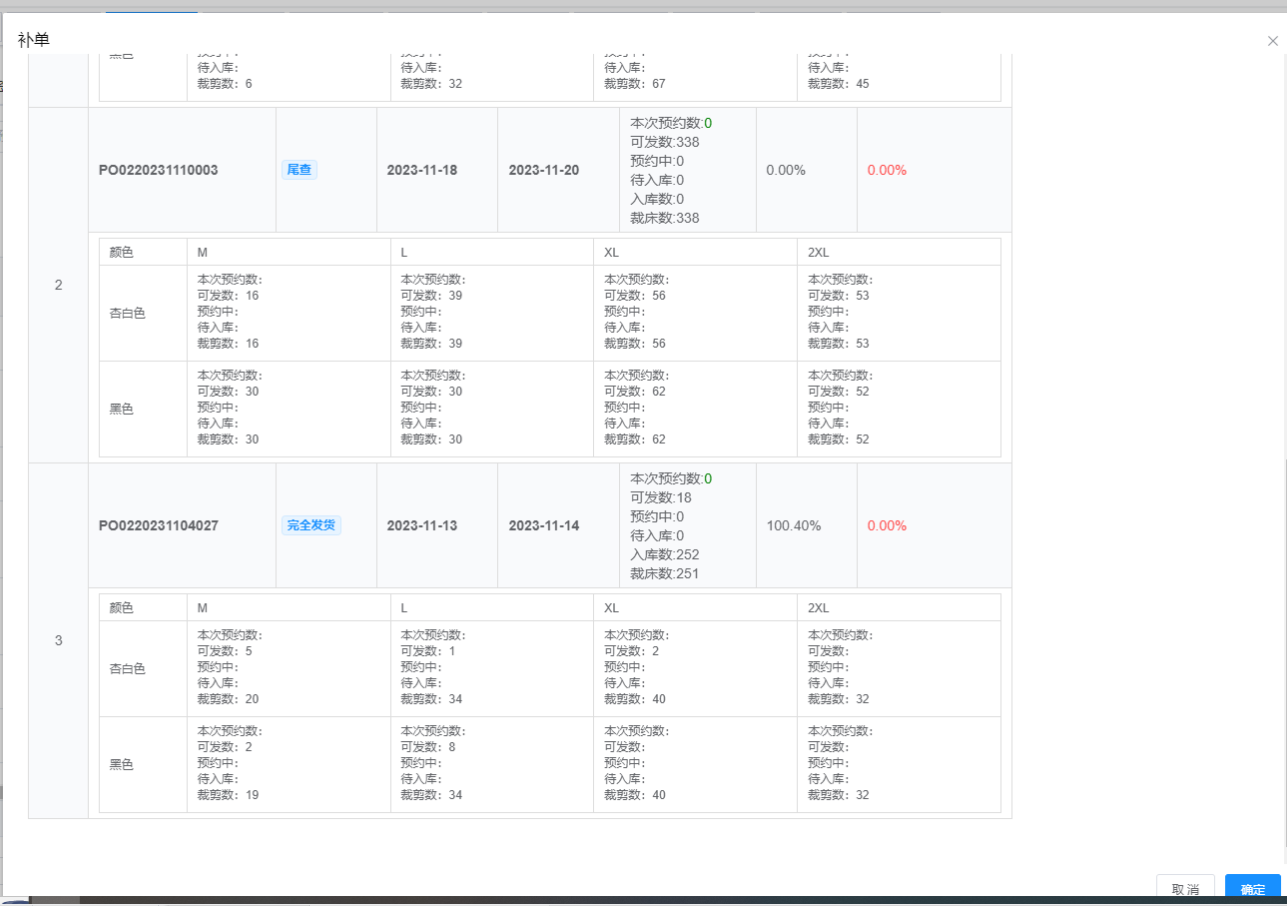 补单
待入库:
待入库:
待入库:
待入库:
裁剪数: 6
裁剪数: 32
裁剪数: 67
裁剪数: 45
2
PO0220231110003
尾查
2023-11-18
2023-11-20
本次预约数:0
可发数:338
预约中:0
待入库:0
入库数:0
裁床数:338
0.00%
0.00%
颜色
M
L
XL
2XL
杏白色
本次预约数:
可发数: 16
预约中:
待入库:
裁剪数: 16
本次预约数:
可发数: 39
预约中:
待入库:
裁剪数: 39
本次预约数:
可发数: 56
预约中:
待入库:
裁剪数: 56
本次预约数:
可发数: 53
预约中:
待入库:
裁剪数: 53
黑色
本次预约数:
可发数: 30
预约中:
待入库:
裁剪数: 30
本次预约数:
可发数: 30
预约中:
待入库:
裁剪数: 30
本次预约数:
可发数: 62
预约中:
待入库:
裁剪数: 62
本次预约数:
可发数: 52
预约中:
待入库:
裁剪数: 52
3
PO0220231104027
完全发货
2023-11-13
2023-11-14
本次预约数:0
可发数:18
预约中:0
待入库:0
入库数:252
裁床数:251
100.40%
0.00%
颜色
M
L
XL
2XL
杏白色
本次预约数:
可发数: 5
预约中:
待入库:
裁剪数: 20
本次预约数:
可发数: 1
预约中:
待入库:
裁剪数: 34
本次预约数:
可发数: 2
预约中:
待入库:
裁剪数: 40
本次预约数:
可发数:
预约中:
待入库:
裁剪数: 32
黑色
本次预约数:
可发数: 2
预约中:
待入库:
裁剪数: 19
本次预约数:
可发数: 8
预约中:
待入库:
裁剪数: 34
本次预约数:
可发数:
预约中:
待入库:
裁剪数: 40
本次预约数:
可发数:
预约中:
待入库:
裁剪数: 32
取消
确定